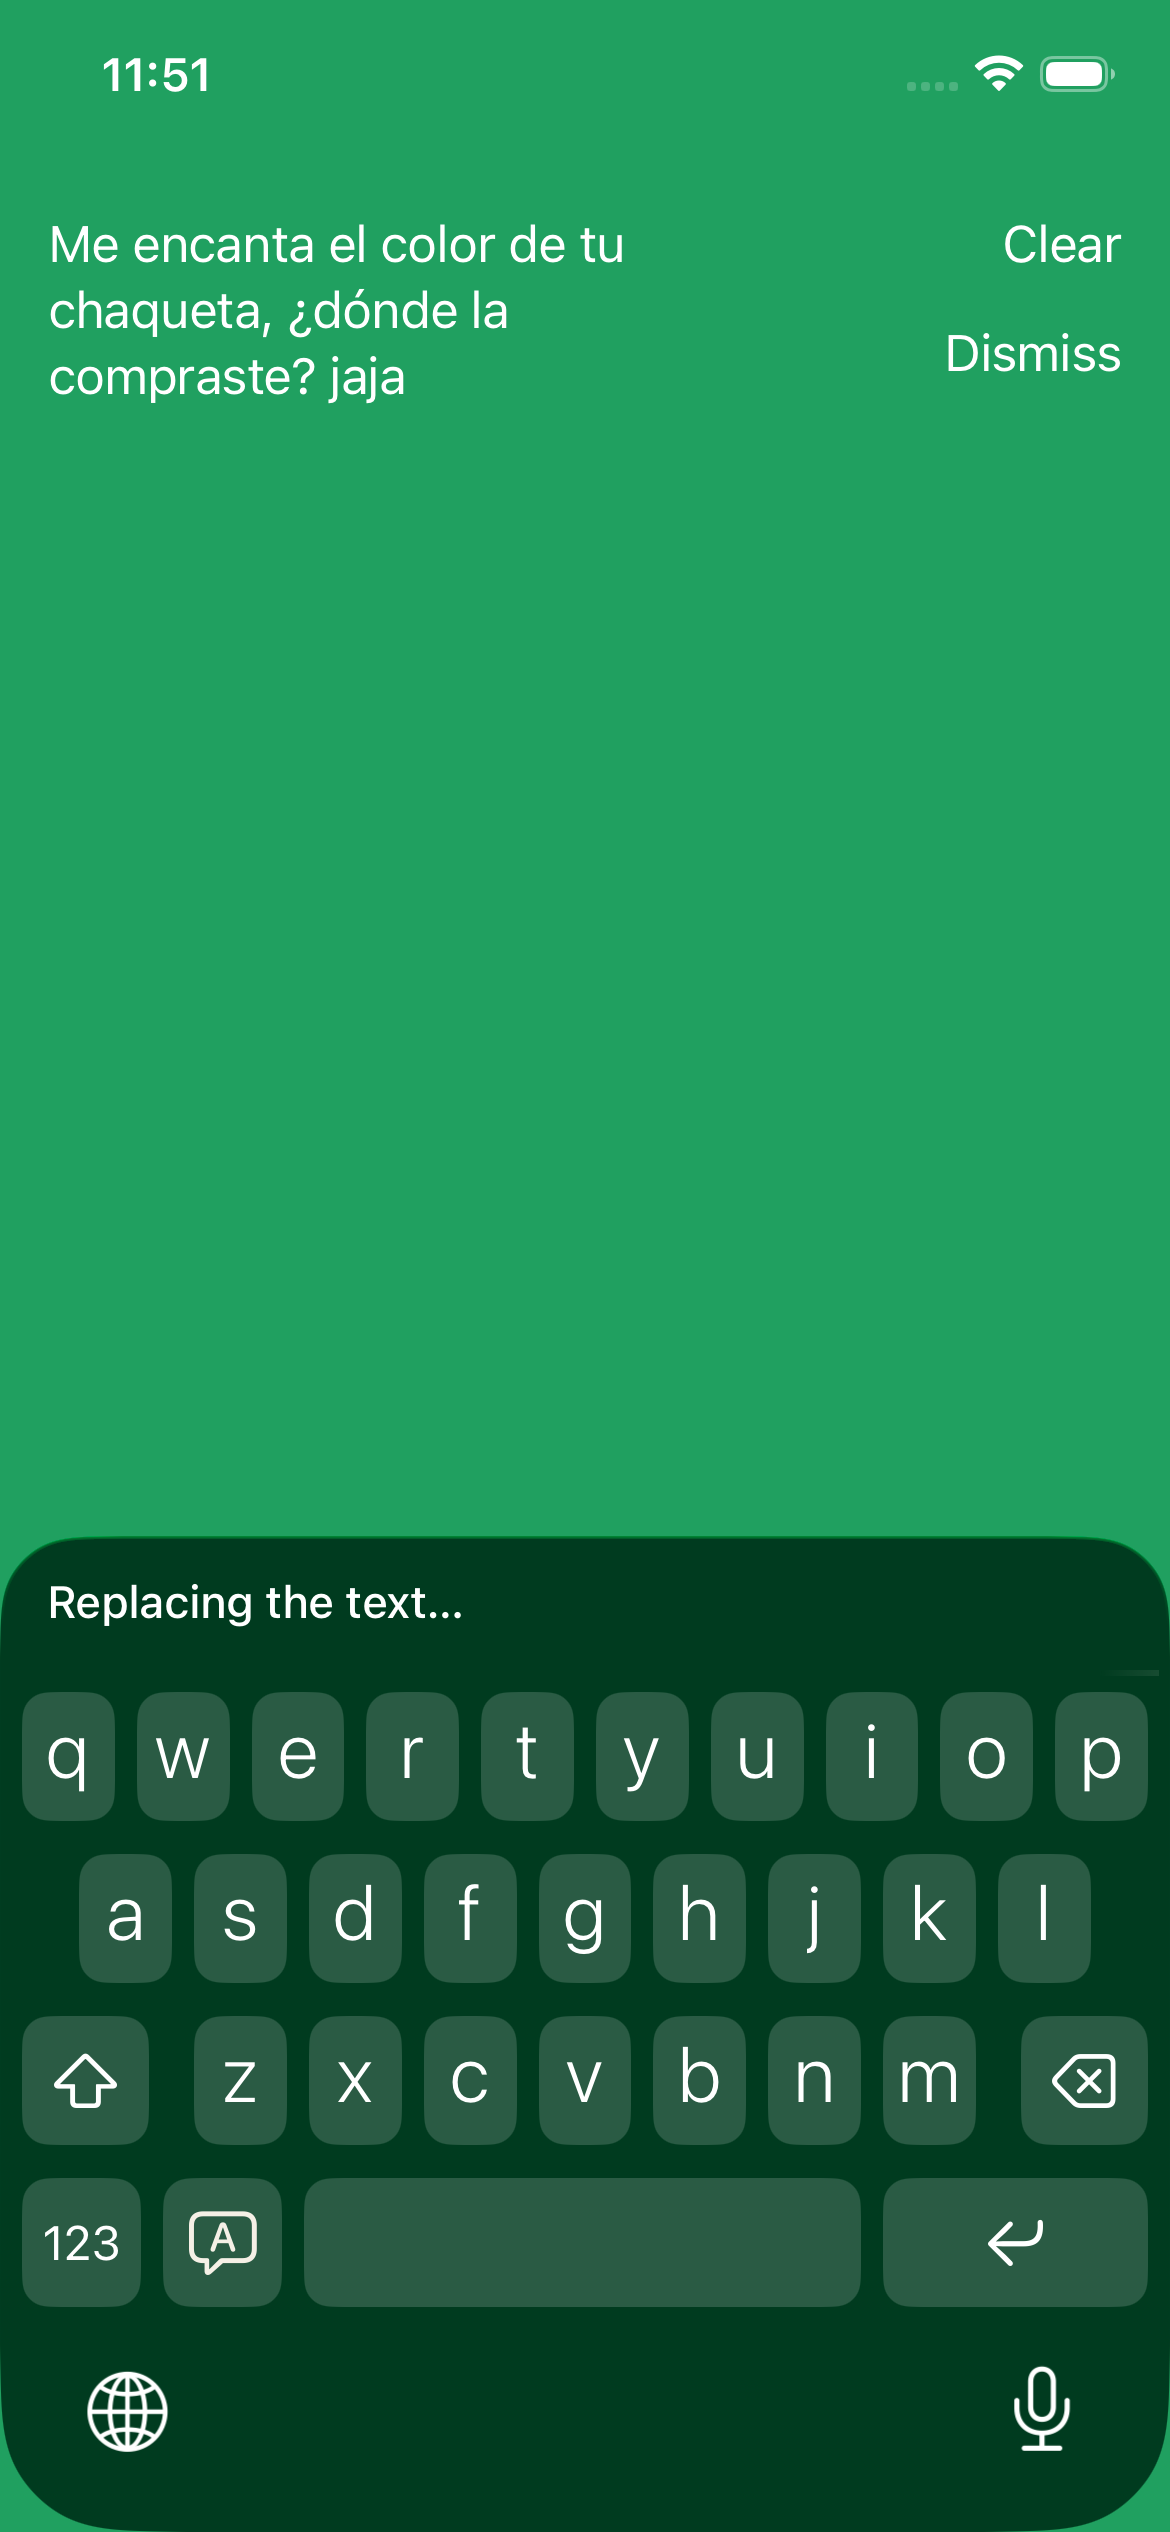 11:51
Me encanta el color de tu
chaqueta, ¿dónde la
compraste? jaja
Clear
Dismiss
Replacing the text...
q w e r t y u i o p
a s d f g h j k l
z x c v b n m
123 A